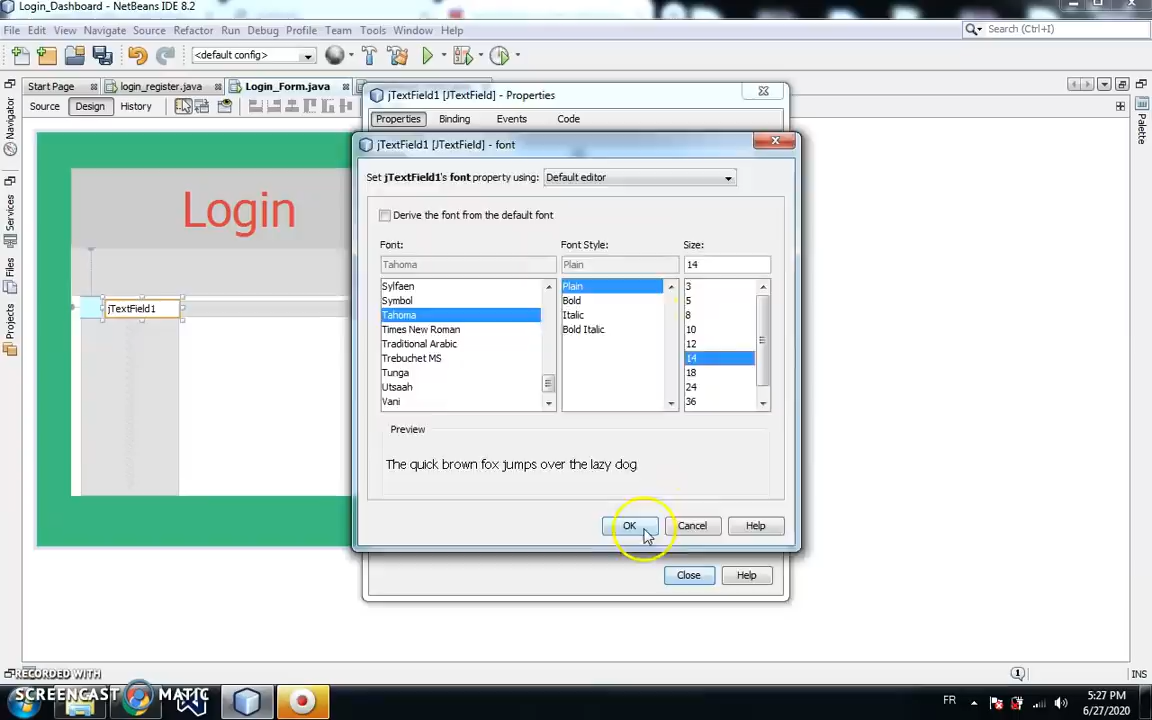 Login_Dashboard - NetBeans IDE 8.2
File Edit View Navigate Source Refactor Run Debug Profile Team Tools Window Help
Search (Ctrl+I)
<default config>
Start Page login_register.java Login_Form.java
Source Design History
jTextField1 [JTextField] - Properties
Properties Binding Events Code
jTextField1 [JTextField] - font
Set jTextField1's font property using: Default editor
Derive the font from the default font
Font: Font Style: Size:
Tahoma Plain 14
Sylfaen Plain 3
Symbol Bold 5
Tahoma Italic 8
Times New Roman Bold Italic 10
Traditional Arabic 12
Trebuchet MS 14
Tunga 18
Utsaah 24
Vani 36
Preview
The quick brown fox jumps over the lazy dog
OK Cancel Help
Close Help
Login
jTextField1
Navigator
Services
Files
Projects
Palette
1 INS
RECORDED WITH
SCREENCAST MATIC
FR 5:27 PM
6/27/2020